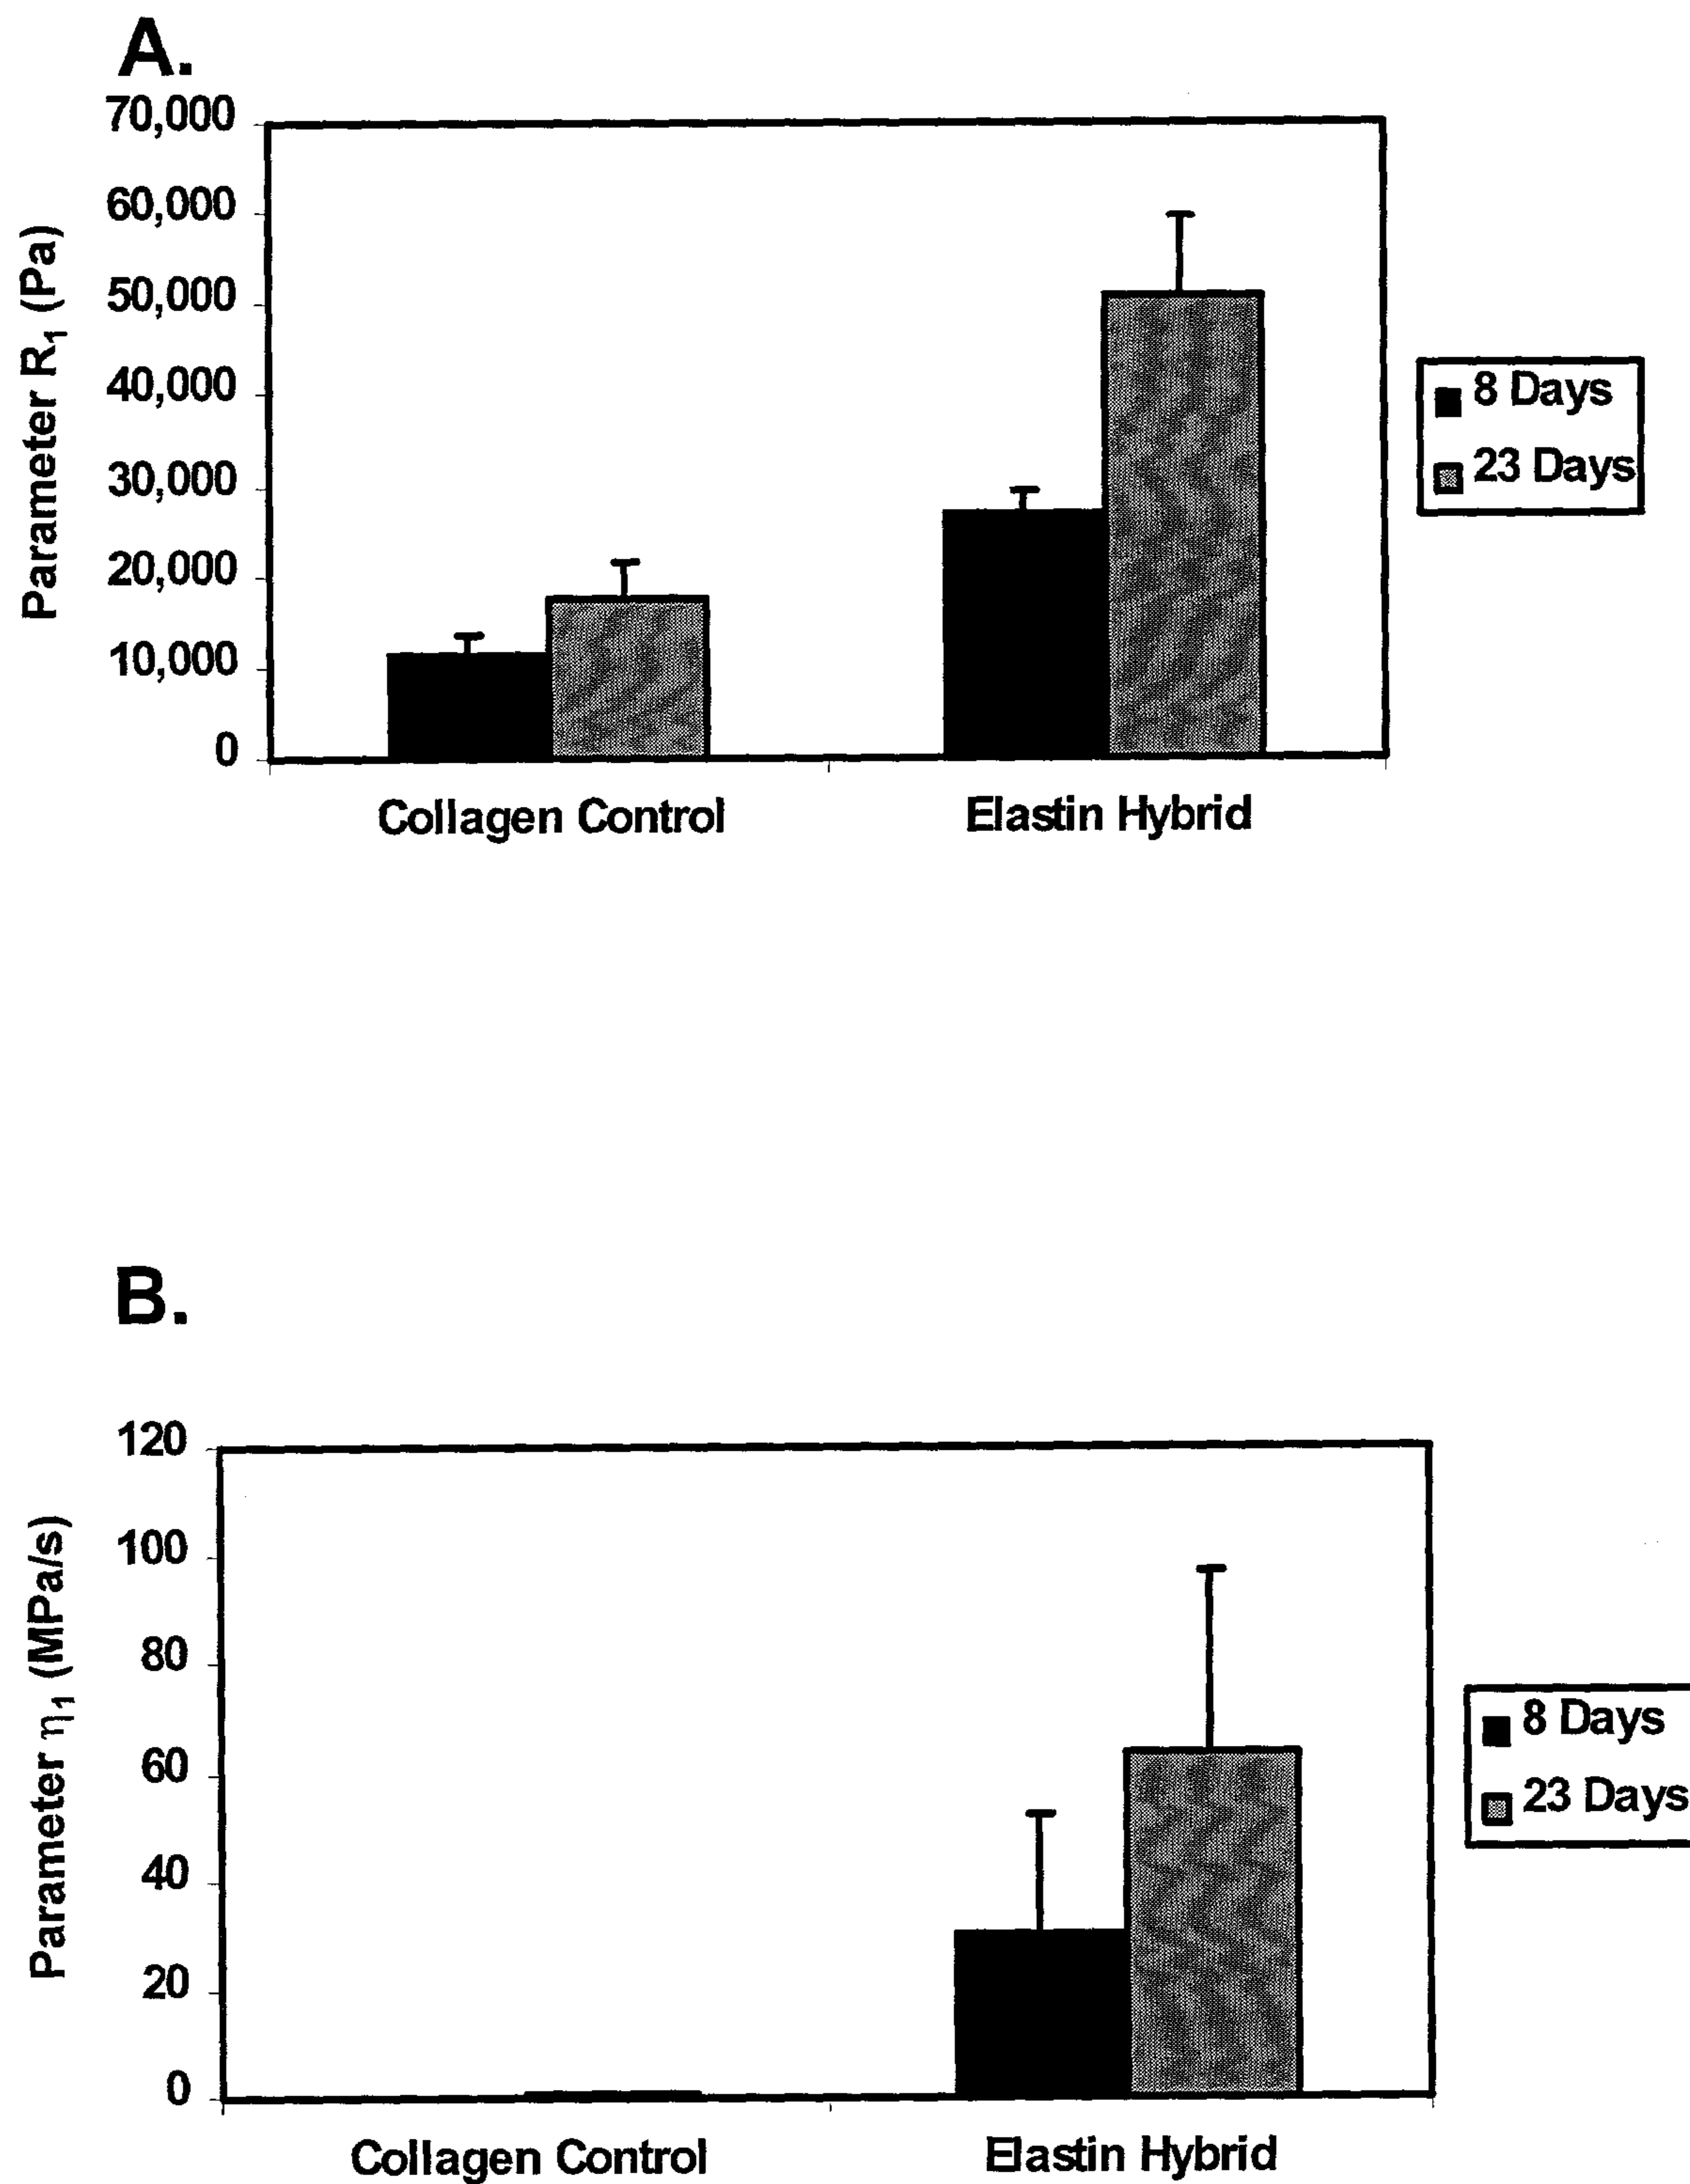 A.
70,000
60,000
50,000
40,000
30,000
20,000
10,000
0
Parameter R₁ (Pa)
Collagen Control
Elastin Hybrid
8 Days
23 Days
B.
120
100
80
60
40
20
0
Parameter η₁ (MPa/s)
Collagen Control
Elastin Hybrid
8 Days
23 Days